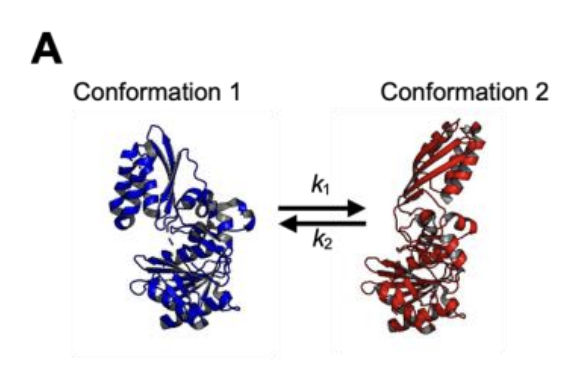 A
Conformation 1
Conformation 2
k₁
k₂